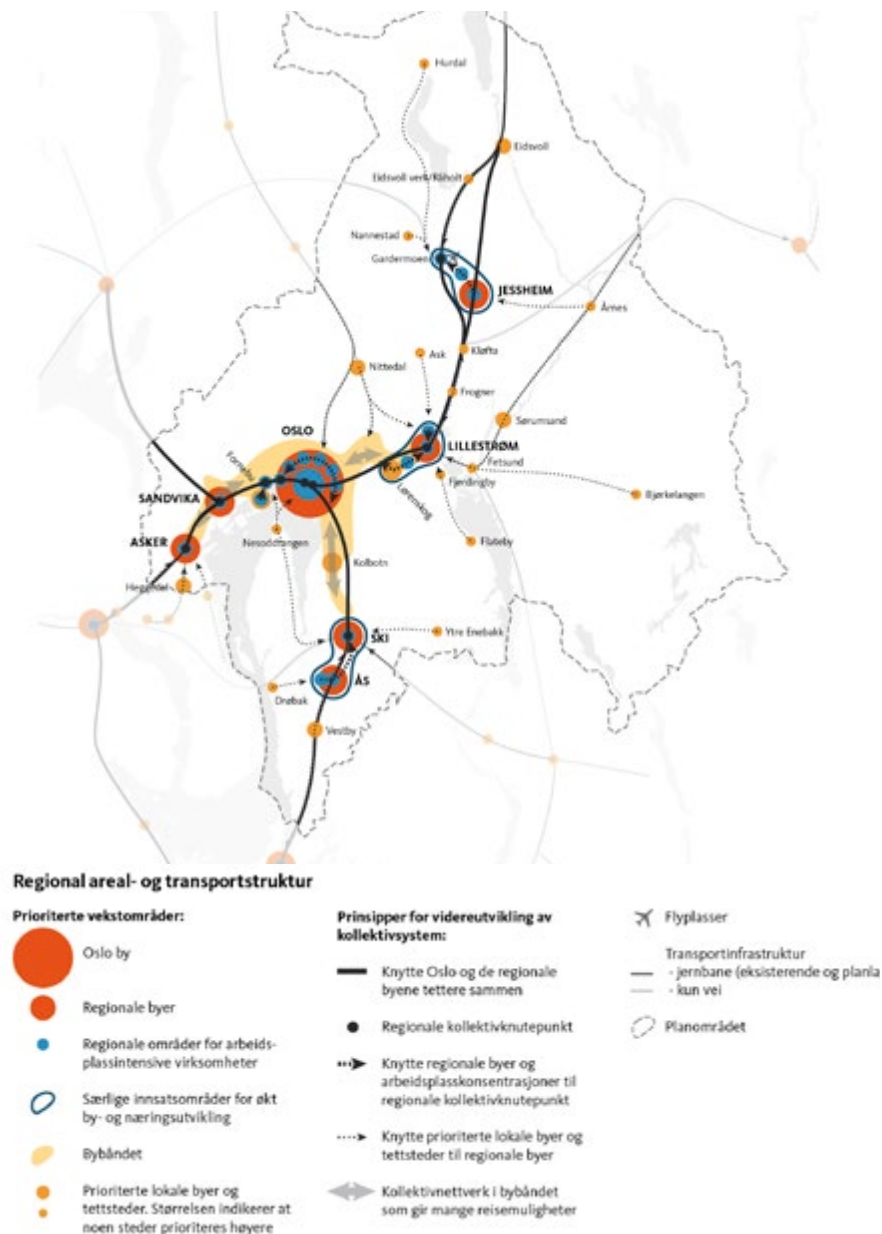 Hurdal
Eidsvoll
Eidsvoll verk/Råholt
Nannestad
Gardermoen
JESSHEIM
Årnes
Ask
Kløfta
Nittedal
Frogner
Sørumsand
OSLO
LILLESTRØM
Fornebu
Fetsund
Lørenskog
Fjerdingby
Bjørkelangen
SANDVIKA
ASKER
Nesoddtangen
Flateby
Kolbotn
Heggedal
SKI
Ytre Enebakk
ÅS
Drøbak
Vestby
Regional areal- og transportstruktur
Prioriterte vekstområder:
Oslo by
Regionale byer
Regionale områder for arbeids-
plassintensive virksomheter
Særlige innsatsområder for økt
by- og næringsutvikling
Bybåndet
Prioriterte lokale byer og
tettsteder. Størrelsen indikerer at
noen steder prioriteres høyere
Prinsipper for videreutvikling av
kollektivsystem:
Knytte Oslo og de regionale
byene tettere sammen
Regionale kollektivknutepunkt
Knytte regionale byer og
arbeidsplasskonsentrasjoner til
regionale kollektivknutepunkt
Knytte prioriterte lokale byer og
tettsteder til regionale byer
Kollektivnettverk i bybåndet
som gir mange reisemuligheter
Flyplasser
Transportinfrastruktur
- jernbane (eksisterende og planla
- kun vei
Planområdet